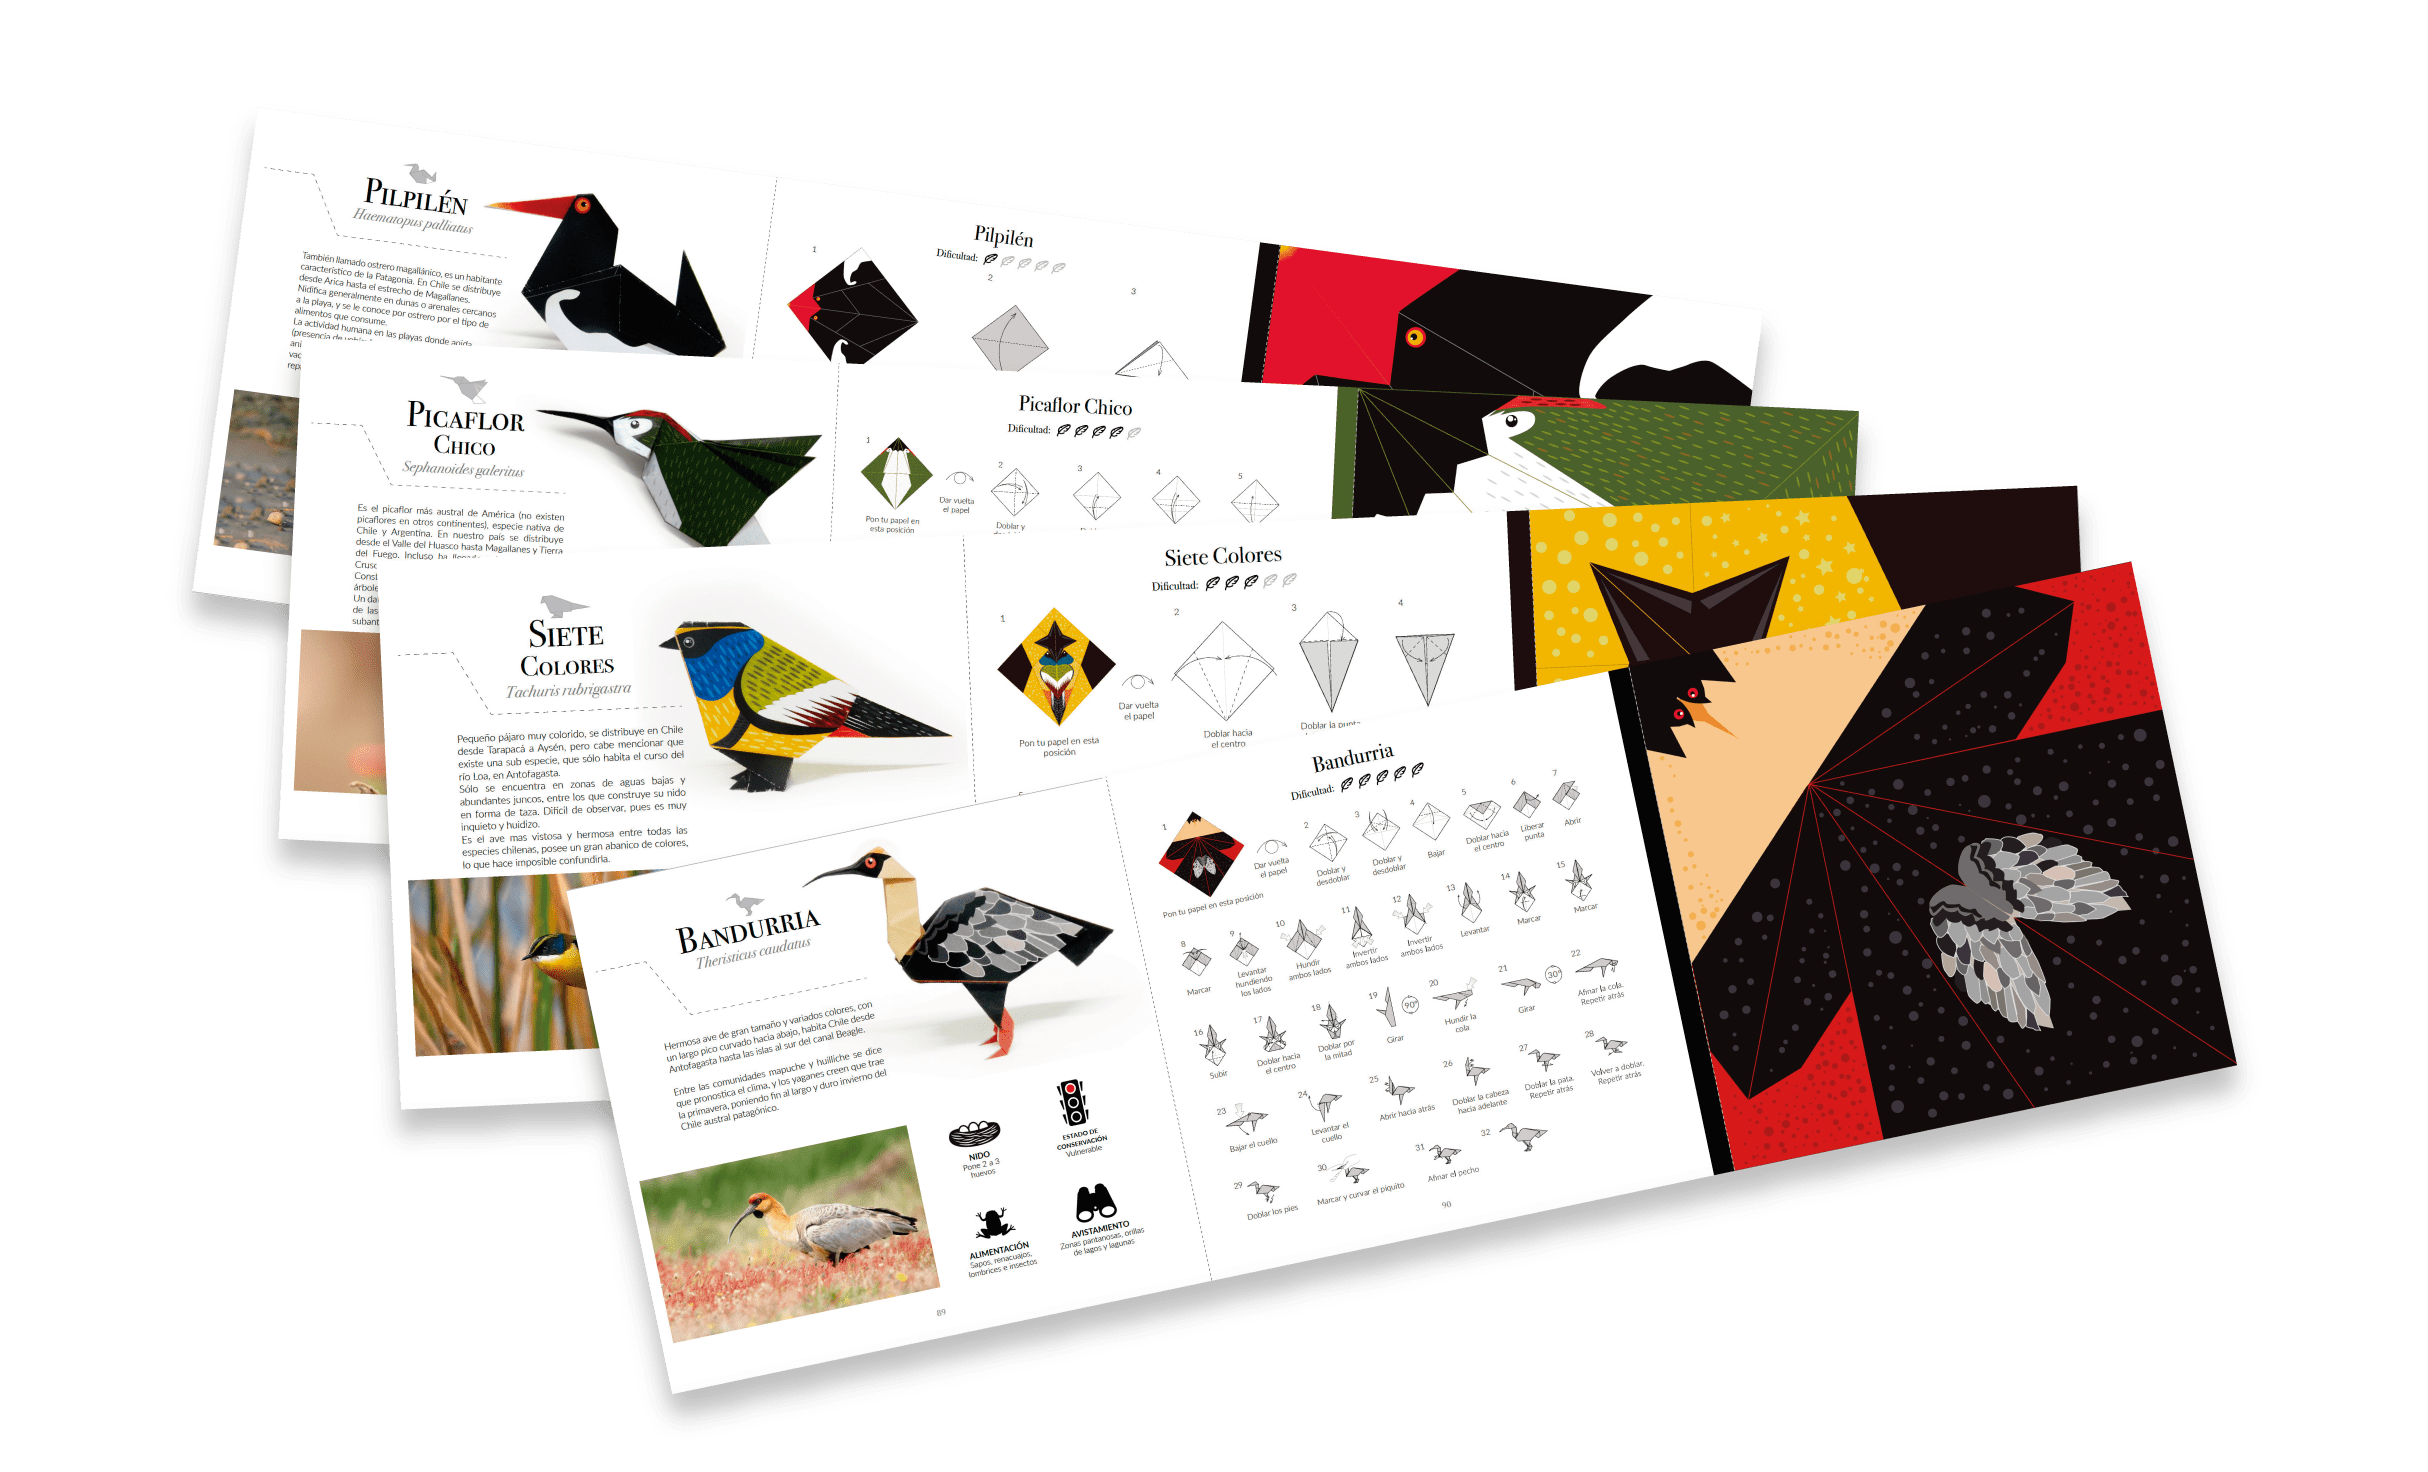 PILPILÉN
Haematopus palliatus
También llamado ostrero magallánico, es un habitante
característico de la Patagonia. En Chile se distribuye
desde Arica hasta el estrecho de Magallanes.
Nidifica generalmente en dunas o arenales cercanos
a la playa, y se le conoce por ostrero por el tipo de
alimentos que consume.
La actividad humana en las playas donde anida
(presencia de
Pilpilén
Dificultad:
1
2
3
PICAFLOR
CHICO
Sephanoides galeritus
Es el picaflor más austral de América (no existen
picaflores en otros continentes), especie nativa de
Chile y Argentina. En nuestro país se distribuye
desde el Valle del Huasco hasta Magallanes y Tierra
del Fuego. Incluso ha
Un
de las
Picaflor Chico
Dificultad:
1
Pon tu papel en
esta posición
Dar vuelta
el papel
2
Doblar y
3
4
5
SIETE
COLORES
Tachuris rubrigastra
Pequeño pájaro muy colorido, se distribuye en Chile
desde Tarapacá a Aysén, pero cabe mencionar que
existe una sub especie, que sólo habita el curso del
río Loa, en Antofagasta.
Sólo se encuentra en zonas de aguas bajas y
abundantes juncos, entre los que construye su nido
en forma de taza. Difícil de observar, pues es muy
inquieto y huidizo.
Es el ave mas vistosa y hermosa entre todas las
especies chilenas, posee un gran abanico de colores,
lo que hace imposible confundirla.
Siete Colores
Dificultad:
1
Pon tu papel en esta
posición
Dar vuelta
el papel
2
Doblar hacia
el centro
3
Doblar la punta
4
BANDURRIA
Theristicus caudatus
Hermosa ave de gran tamaño y variados colores, con
un largo pico curvado hacia abajo, habita Chile desde
Antofagasta hasta las islas al sur del canal Beagle.
Entre las comunidades mapuche y huilliche se dice
que pronostica el clima, y los yaganes creen que trae
la primavera, poniendo fin al largo y duro invierno del
Chile austral patagónico.
NIDO
Pone 2 a 3
huevos
ESTADO DE
CONSERVACIÓN
Vulnerable
ALIMENTACIÓN
Sapos, renacuajos,
lombrices e insectos
AVISTAMIENTO
Zonas pantanosas, orillas
de lagos y lagunas
89
Bandurria
Dificultad:
1
Pon tu papel en esta posición
Dar vuelta
el papel
2
Doblar y
desdoblar
3
Doblar y
desdoblar
4
Bajar
5
Doblar hacia
el centro
6
Liberar
punta
7
Abrir
8
Marcar
9
Levantar
hundiendo
los lados
10
Hundir
ambos lados
11
Invertir
ambos lados
12
Invertir
ambos lados
13
Levantar
14
Marcar
15
Marcar
16
Subir
17
Doblar hacia
el centro
18
Doblar por
la mitad
19
90°
Girar
20
Hundir la
cola
21
30°
Girar
22
Afinar la cola.
Repetir atrás
23
Bajar el cuello
24
Levantar el
cuello
25
Abrir hacia atrás
26
Doblar la cabeza
hacia adelante
27
Doblar la pata.
Repetir atrás
28
Volver a doblar.
Repetir atrás
29
Doblar los pies
30
Marcar y curvar el piquito
31
Afinar el pecho
32
90